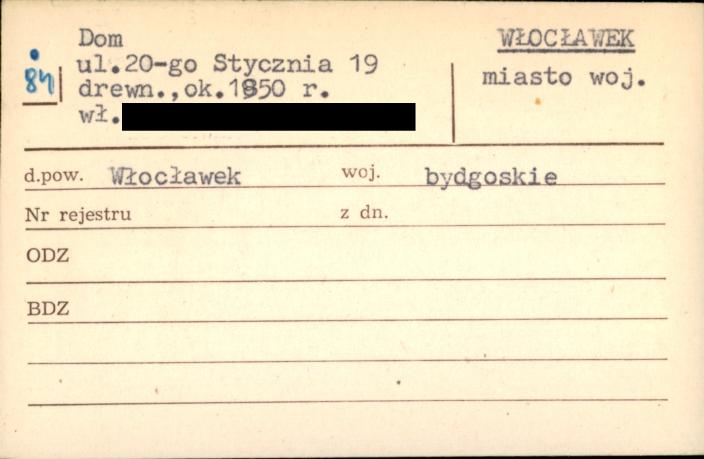 Dom
ul.20-go Stycznia 19
drewn.,ok.1850 r.
wł.
84
WŁOCŁAWEK
miasto woj.
d.pow. Włocławek woj. bydgoskie
Nr rejestru z dn.
ODZ
BDZ